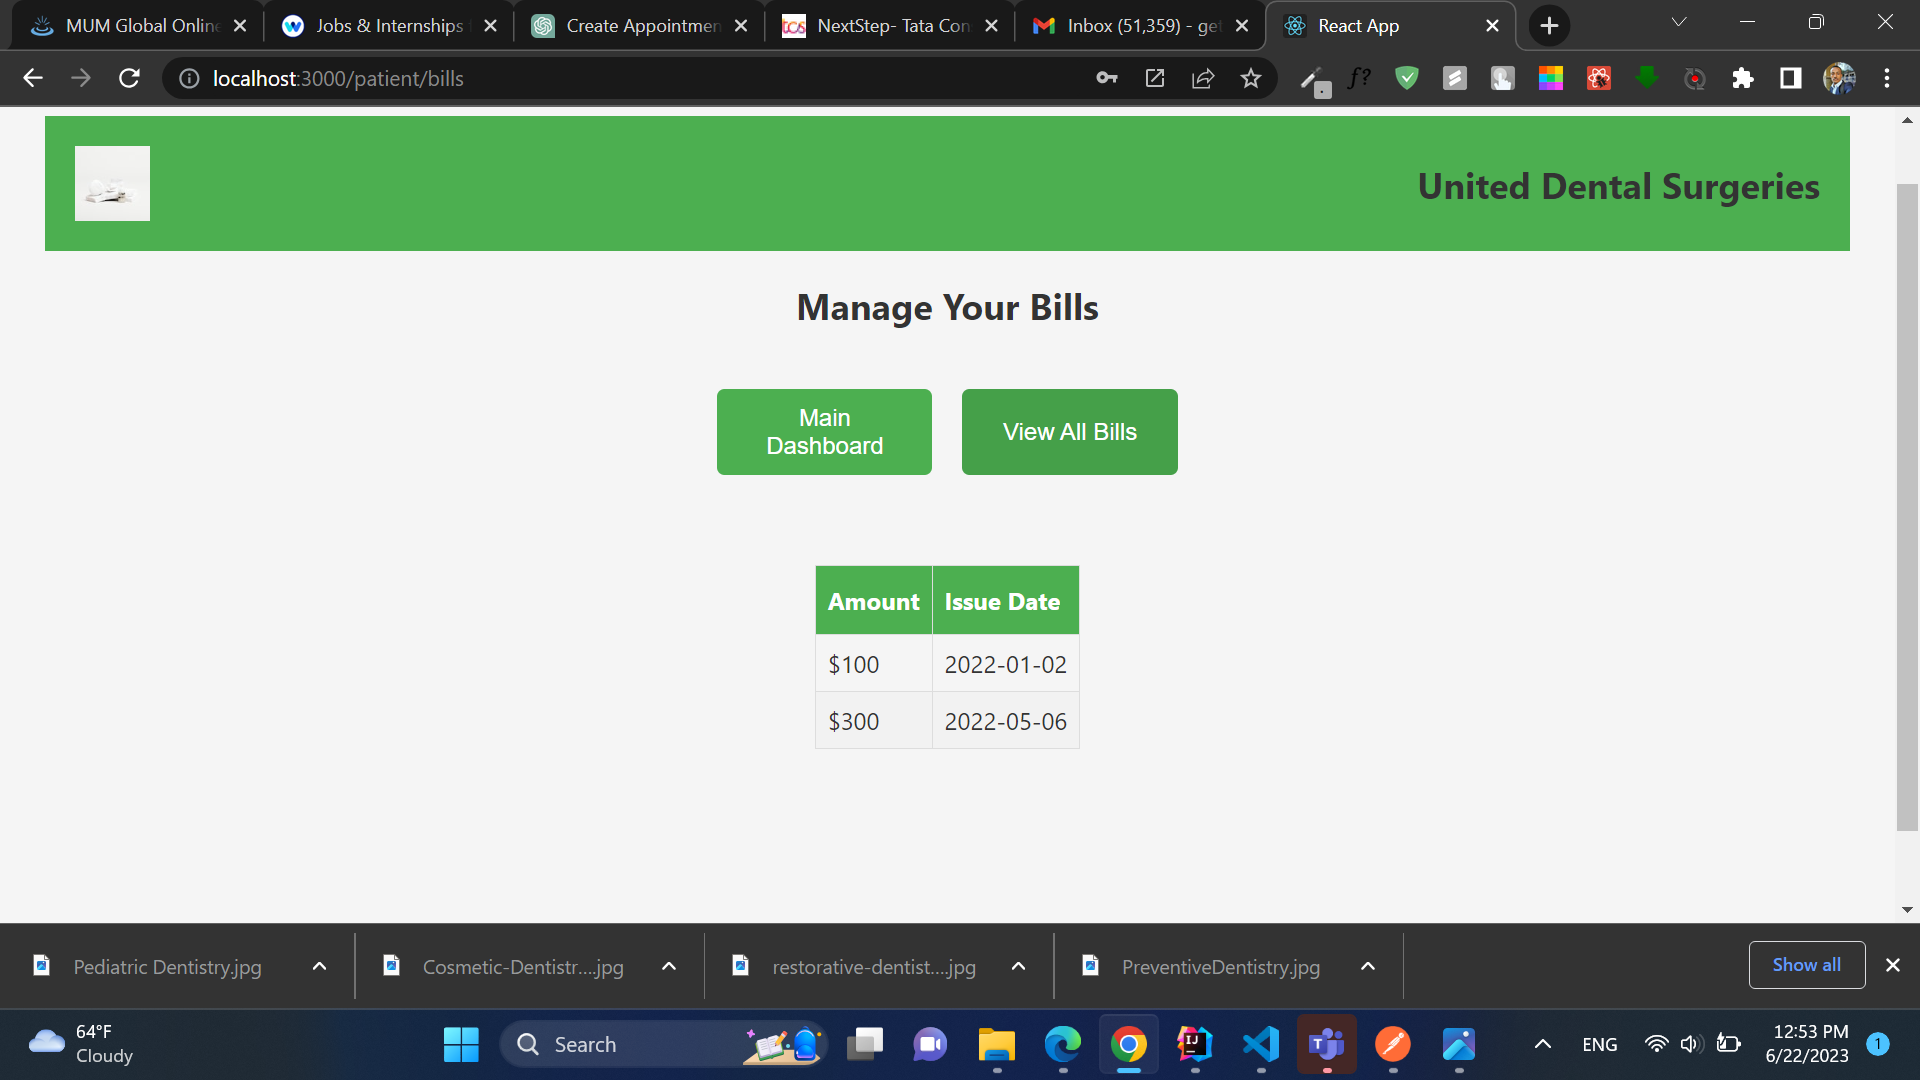 MUM Global Online
Jobs & Internships
Create Appointmen
tcs
NextStep- Tata Con
Inbox (51,359) - get
React App
localhost:3000/patient/bills
f?
United Dental Surgeries
Manage Your Bills
Main
Dashboard
View All Bills
Amount Issue Date
$100 2022-01-02
$300 2022-05-06
Pediatric Dentistry.jpg
Cosmetic-Dentistr....jpg
restorative-dentist....jpg
PreventiveDentistry.jpg
Show all
64°F
Cloudy
Search
IJ
T
ENG
12:53 PM
6/22/2023
1